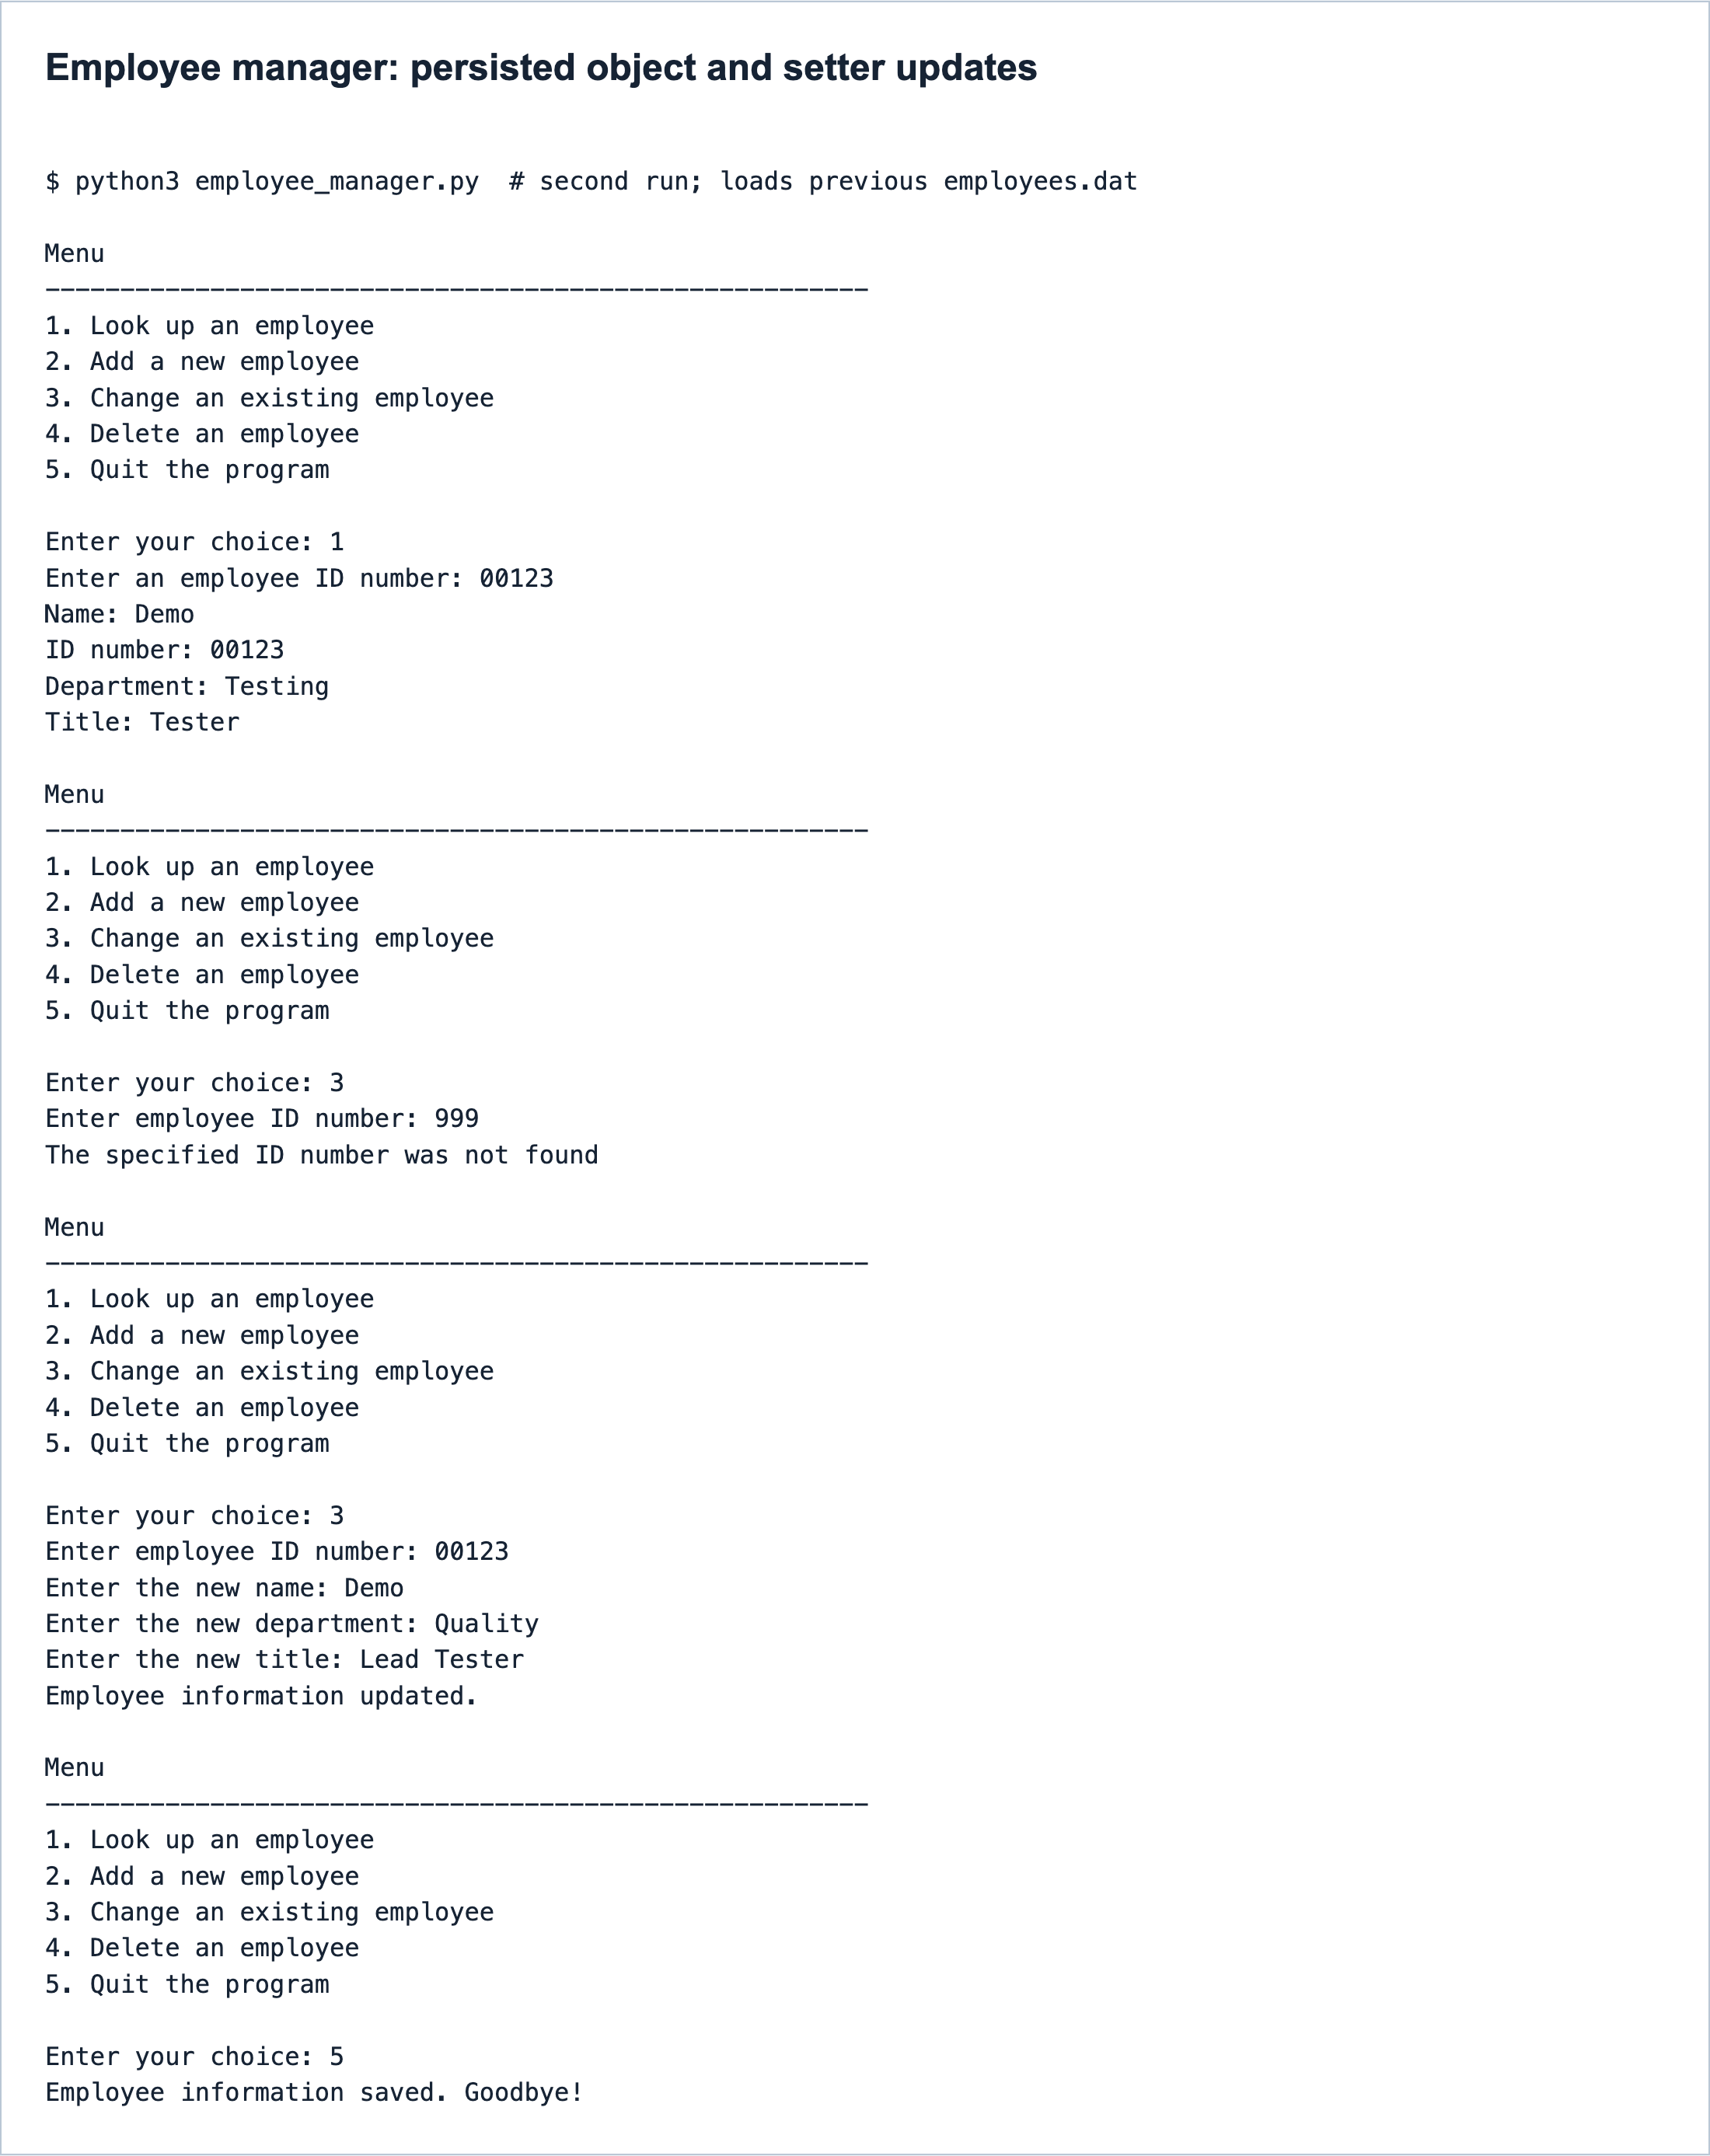 Employee manager: persisted object and setter updates
$ python3 employee_manager.py  # second run; loads previous employees.dat
Menu
-------------------------------------------------------
1. Look up an employee
2. Add a new employee
3. Change an existing employee
4. Delete an employee
5. Quit the program
Enter your choice: 1
Enter an employee ID number: 00123
Name: Demo
ID number: 00123
Department: Testing
Title: Tester
Menu
-------------------------------------------------------
1. Look up an employee
2. Add a new employee
3. Change an existing employee
4. Delete an employee
5. Quit the program
Enter your choice: 3
Enter employee ID number: 999
The specified ID number was not found
Menu
-------------------------------------------------------
1. Look up an employee
2. Add a new employee
3. Change an existing employee
4. Delete an employee
5. Quit the program
Enter your choice: 3
Enter employee ID number: 00123
Enter the new name: Demo
Enter the new department: Quality
Enter the new title: Lead Tester
Employee information updated.
Menu
-------------------------------------------------------
1. Look up an employee
2. Add a new employee
3. Change an existing employee
4. Delete an employee
5. Quit the program
Enter your choice: 5
Employee information saved. Goodbye!